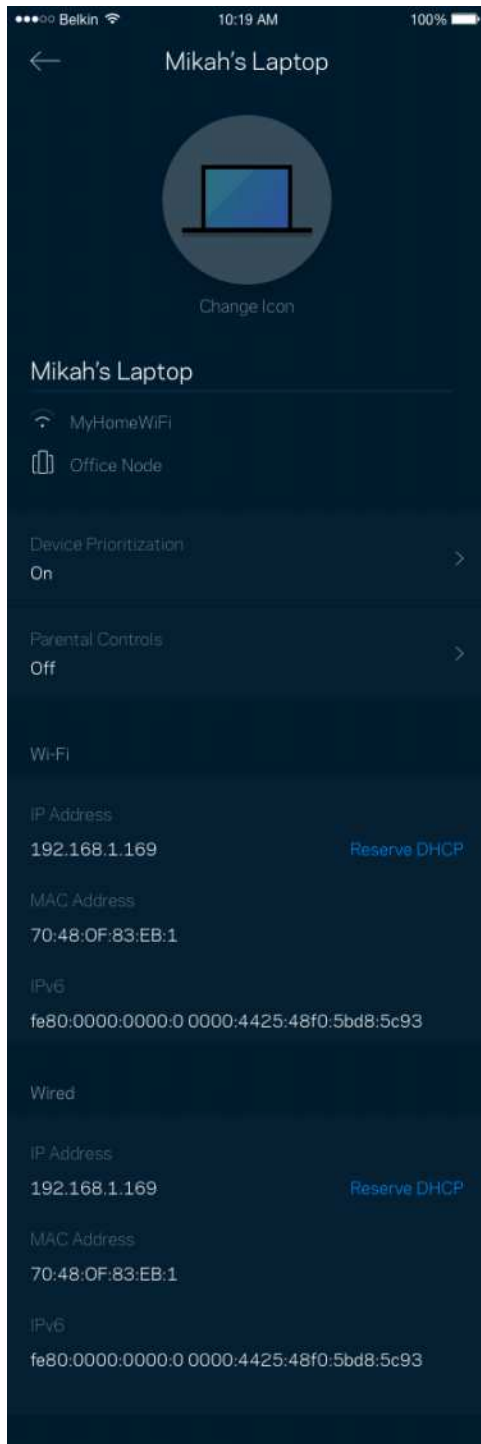 Belkin 10:19 AM 100%
Mikah's Laptop
Change Icon
Mikah's Laptop
MyHomeWiFi
Office Node
Device Prioritization
On
Parental Controls
Off
Wi-Fi
IP Address
192.168.1.169 Reserve DHCP
MAC Address
70:48:0F:83:EB:1
IPv6
fe80:0000:0000:0 0000:4425:48f0:5bd8:5c93
Wired
IP Address
192.168.1.169 Reserve DHCP
MAC Address
70:48:0F:83:EB:1
IPv6
fe80:0000:0000:0 0000:4425:48f0:5bd8:5c93